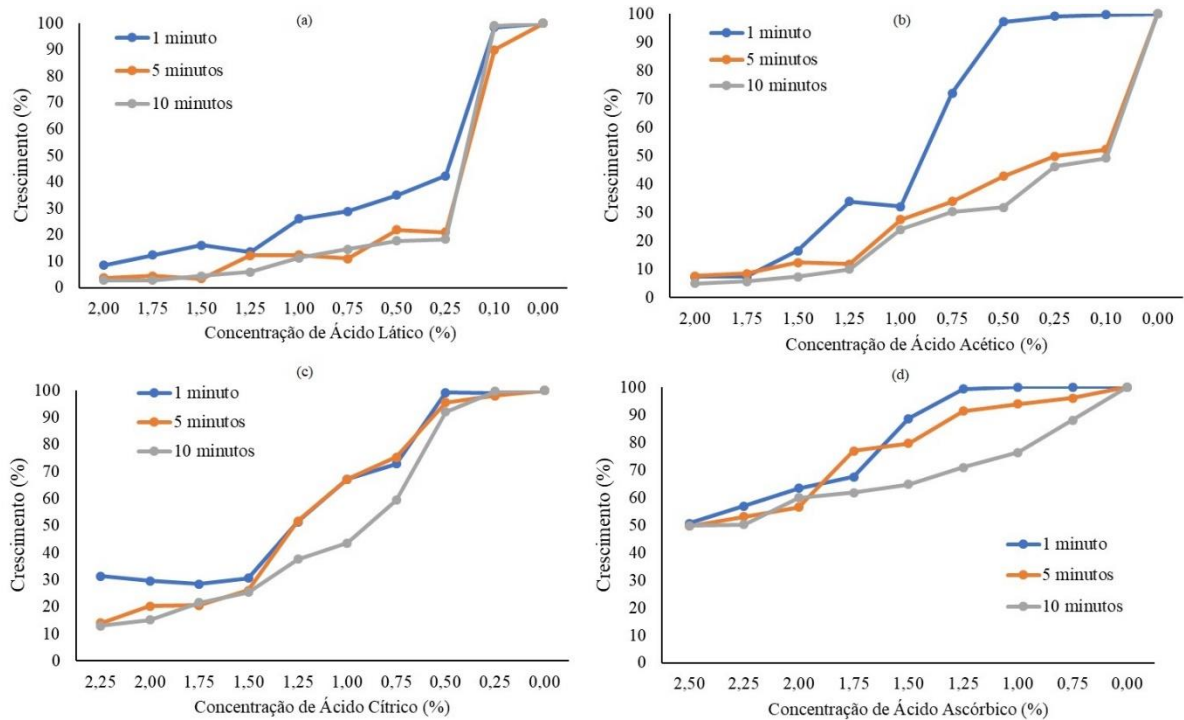 (a)
Crescimento (%)
100
90
80
70
60
50
40
30
20
10
0
1 minuto
5 minutos
10 minutos
2,00 1,75 1,50 1,25 1,00 0,75 0,50 0,25 0,10 0,00
Concentração de Ácido Lático (%)
(b)
Crescimento (%)
100
90
80
70
60
50
40
30
20
10
0
1 minuto
5 minutos
10 minutos
2,00 1,75 1,50 1,25 1,00 0,75 0,50 0,25 0,10 0,00
Concentração de Ácido Acético (%)
(c)
Crescimento (%)
100
90
80
70
60
50
40
30
20
10
0
1 minuto
5 minutos
10 minutos
2,25 2,00 1,75 1,50 1,25 1,00 0,75 0,50 0,25 0,00
Concentração de Ácido Cítrico (%)
(d)
Crescimento (%)
100
90
80
70
60
50
40
30
20
10
0
1 minuto
5 minutos
10 minutos
2,50 2,25 2,00 1,75 1,50 1,25 1,00 0,75 0,00
Concentração de Ácido Ascórbico (%)